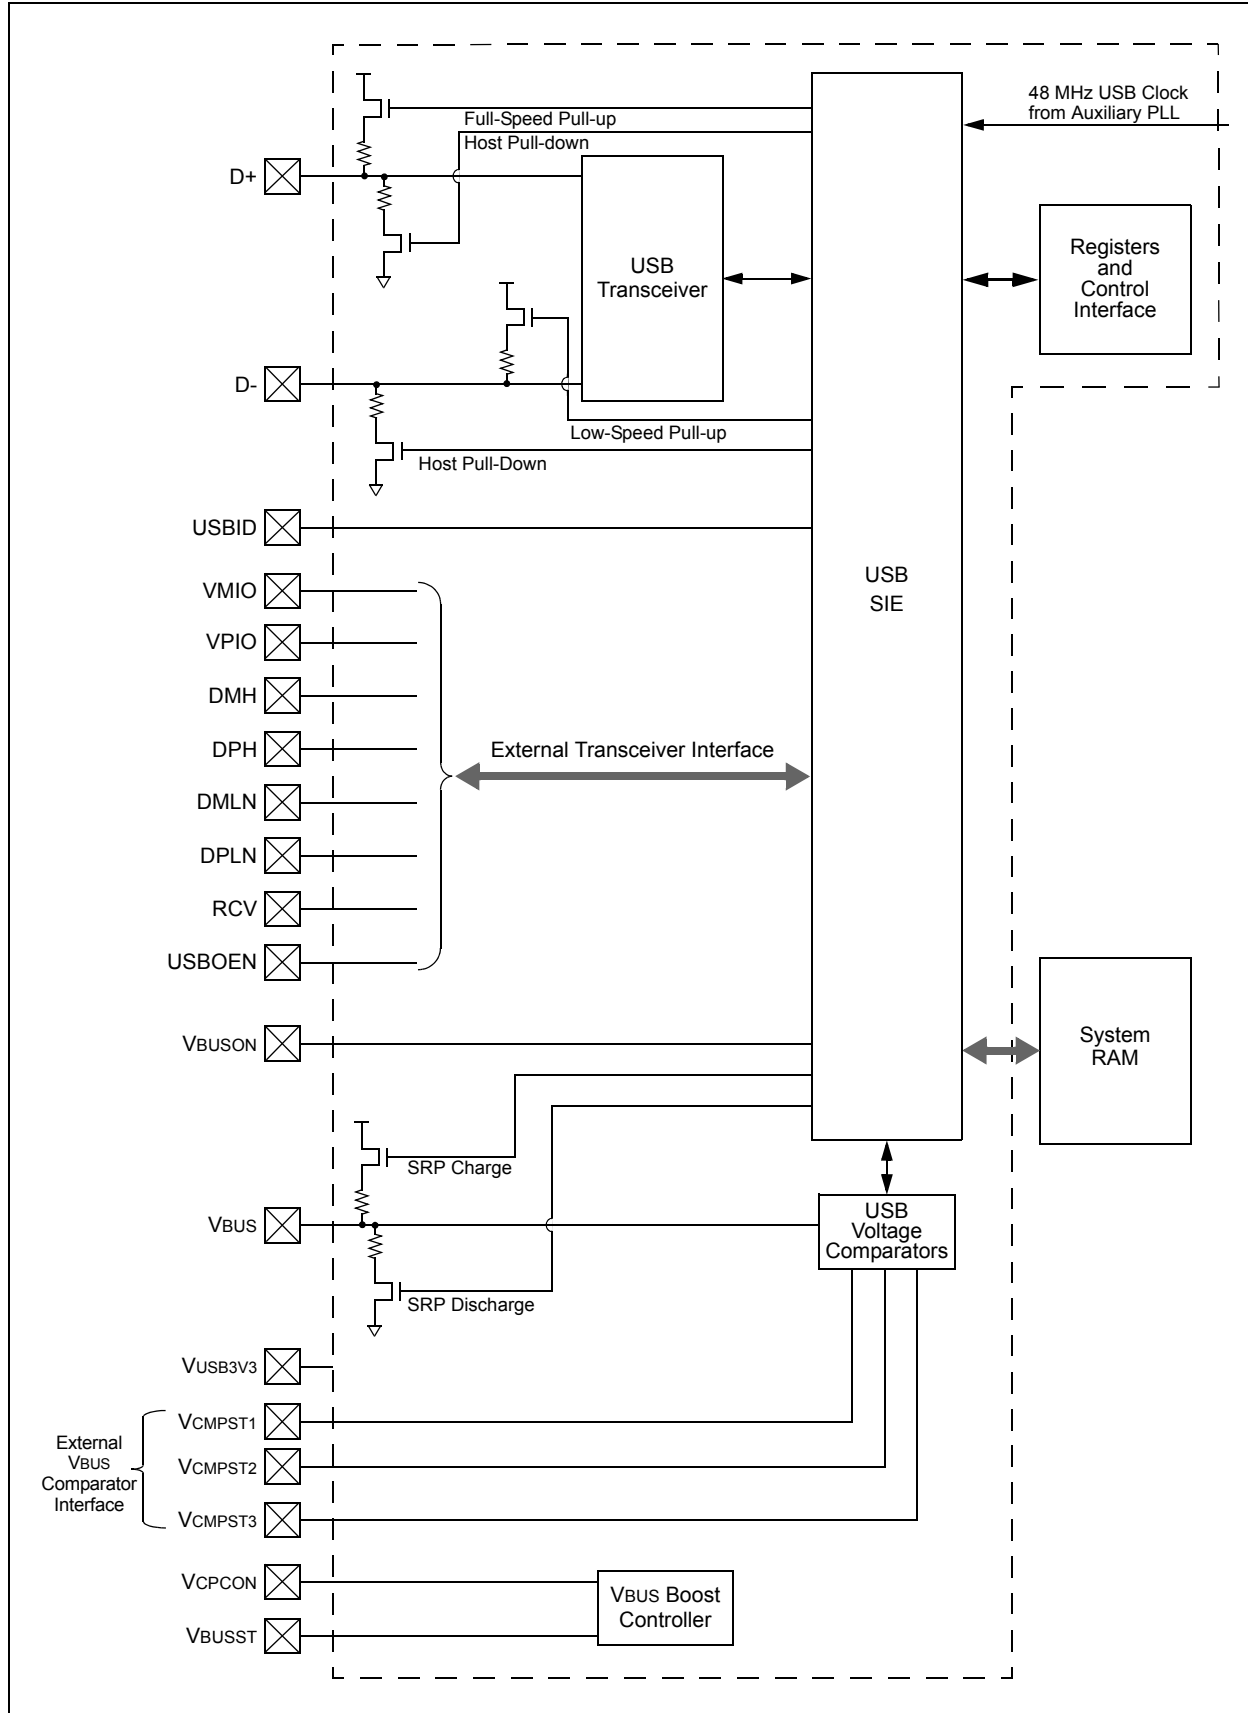 48 MHz USB Clock
from Auxiliary PLL
Full-Speed Pull-up
Host Pull-down
D+
USB
Transceiver
Registers
and
Control
Interface
D-
Low-Speed Pull-up
Host Pull-Down
USBID
USB
SIE
VMIO
VPIO
DMH
DPH
External Transceiver Interface
DMLN
DPLN
RCV
USBOEN
VBUSON
System
RAM
SRP Charge
VBUS
USB
Voltage
Comparators
SRP Discharge
VUSB3V3
External
VBUS
Comparator
Interface
VCMPST1
VCMPST2
VCMPST3
VCPCON
VBUS Boost
Controller
VBUSST